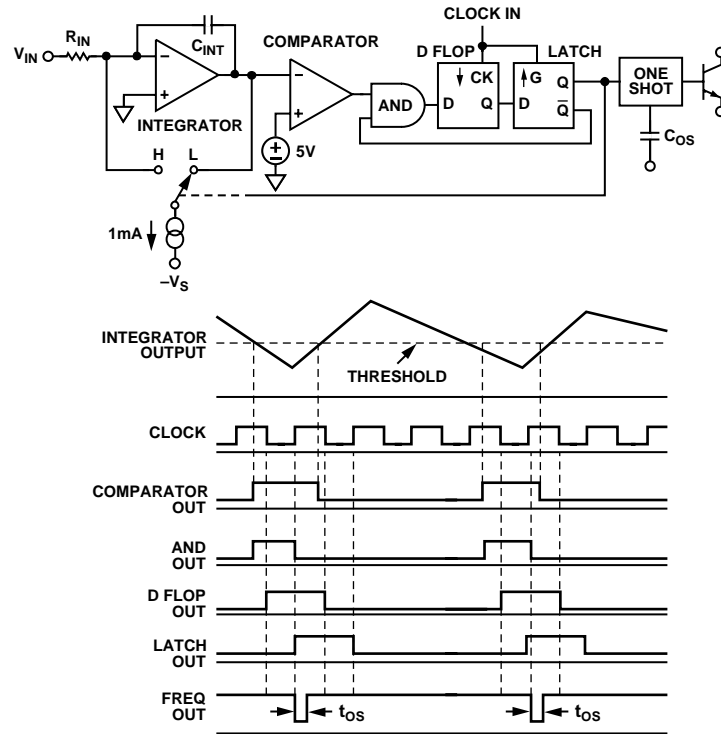 CLOCK IN
V_IN
R_IN
C_INT
−
+
INTEGRATOR
COMPARATOR
−
+
5V
AND
D FLOP
CK
D
Q
LATCH
G
D
Q
Q̅
ONE
SHOT
C_OS
H
L
1mA
–V_S
INTEGRATOR
OUTPUT
THRESHOLD
CLOCK
COMPARATOR
OUT
AND
OUT
D FLOP
OUT
LATCH
OUT
FREQ
OUT
t_OS
t_OS